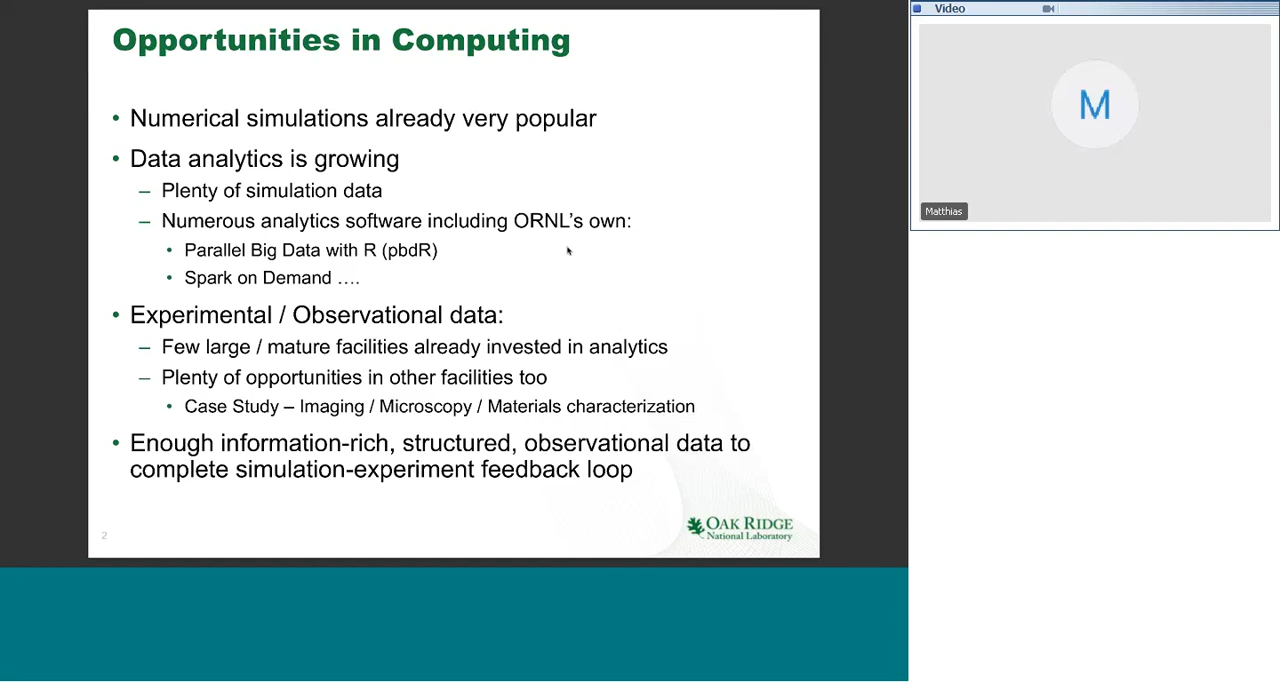 Opportunities in Computing
• Numerical simulations already very popular
• Data analytics is growing
– Plenty of simulation data
– Numerous analytics software including ORNL's own:
• Parallel Big Data with R (pbdR)
• Spark on Demand ….
• Experimental / Observational data:
– Few large / mature facilities already invested in analytics
– Plenty of opportunities in other facilities too
• Case Study – Imaging / Microscopy / Materials characterization
• Enough information-rich, structured, observational data to
complete simulation-experiment feedback loop
2
OAK RIDGE
National Laboratory
Video
M
Matthias